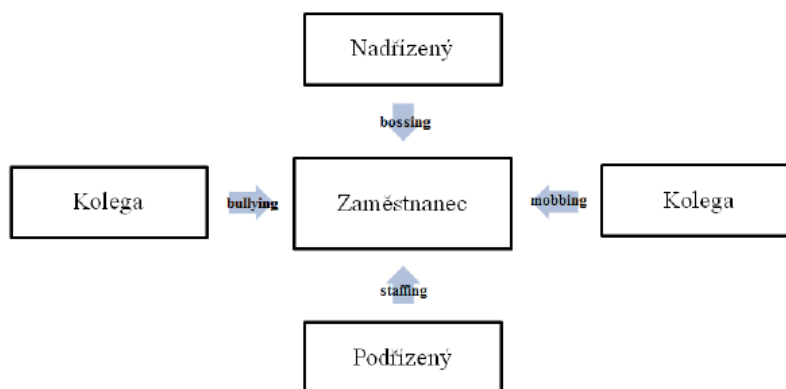 Nadřízený
bossing
Kolega
bullying
Zaměstnanec
mobbing
Kolega
staffing
Podřízený